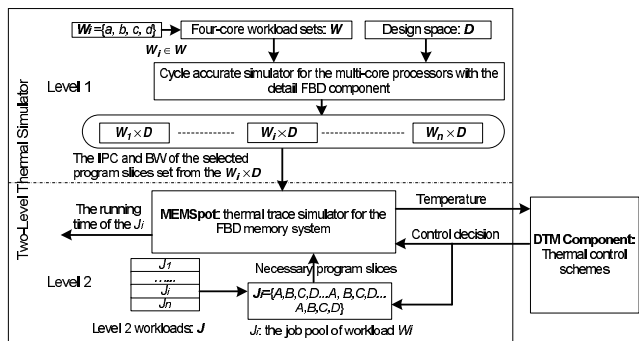 Two-Level Thermal Simulator
Wi={a, b, c, d}
Four-core workload sets: W
Design space: D
Wi ∈ W
Level 1
Cycle accurate simulator for the multi-core processors with the
detail FBD component
W1×D
Wi×D
Wn×D
The IPC and BW of the selected
program slices set from the Wi×D
The running
time of the Ji
MEMSpot: thermal trace simulator for the
FBD memory system
Temperature
Control decision
DTM Component:
Thermal control
schemes
Level 2
Necessary program slices
J1
......
Ji
Jn
Ji={A,B,C,D...A, B,C,D...
A,B,C,D}
Level 2 workloads: J
Ji: the job pool of workload Wi